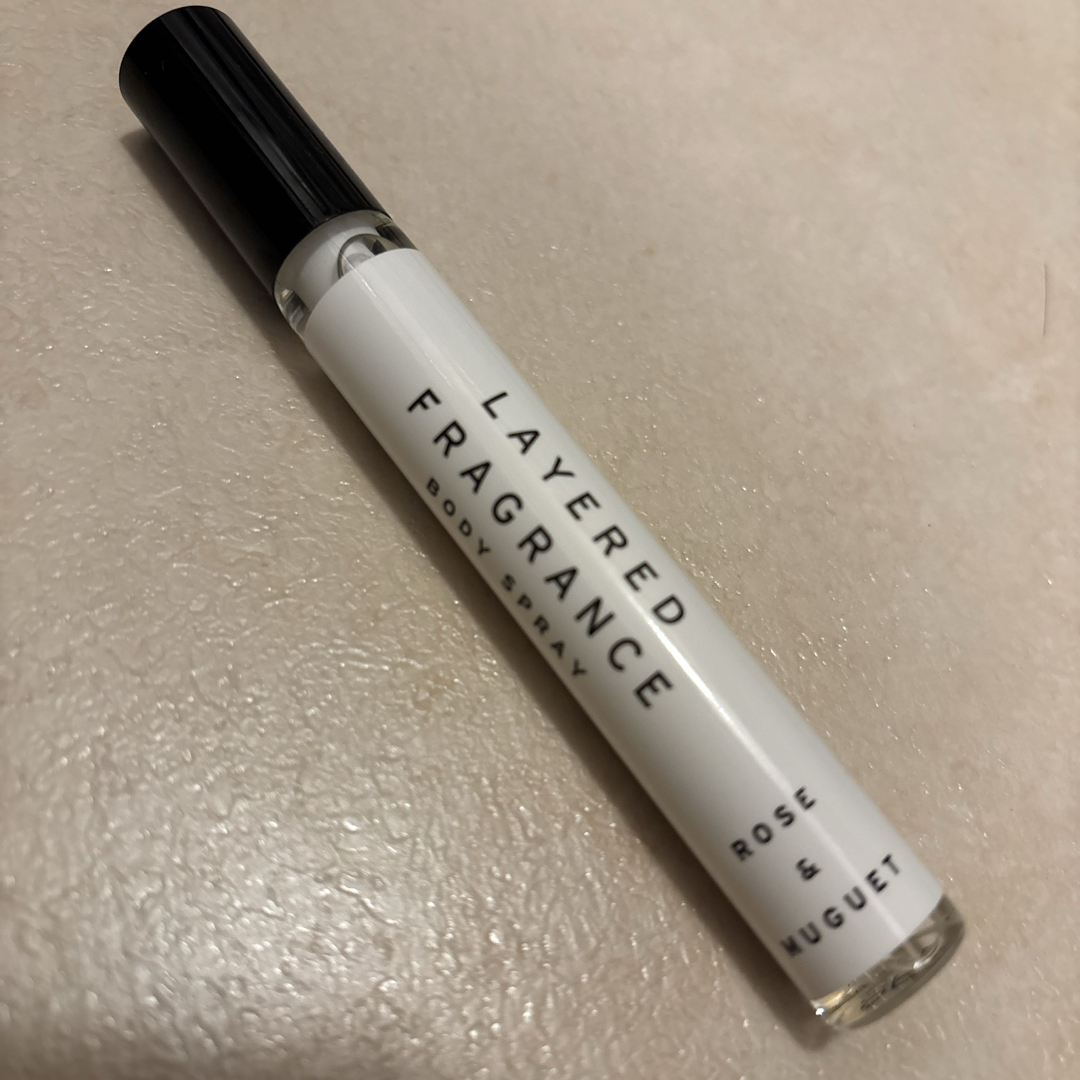 LAYERED
FRAGRANCE
BODY SPRAY
ROSE
&
MUGUET